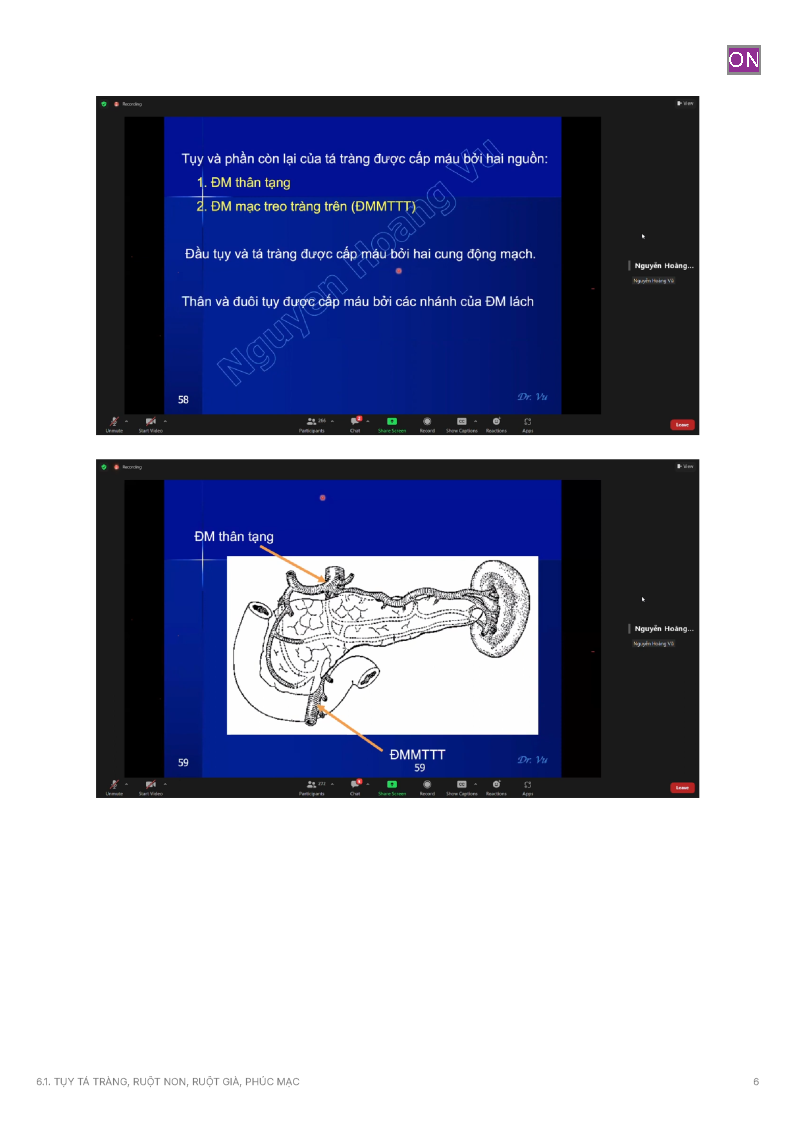 ON
Recording
View
Tụy và phần còn lại của tá tràng được cấp máu bởi hai nguồn:
1. ĐM thân tạng
2. ĐM mạc treo tràng trên (ĐMMTTT)
Đầu tụy và tá tràng được cấp máu bởi hai cung động mạch.
Thân và đuôi tụy được cấp máu bởi các nhánh của ĐM lách
Nguyen Hoang Vu
Nguyễn Hoàng...
Nguyễn Hoàng Vũ
58
Dr. Vu
Unmute Start Video Participants Chat Share Screen Record Show Captions Reactions Apps Leave
Recording
View
ĐM thân tạng
Nguyễn Hoàng...
Nguyễn Hoàng Vũ
ĐMMTTT
59
59
Dr. Vu
Unmute Start Video Participants Chat Share Screen Record Show Captions Reactions Apps Leave
6.1. TỤY TÁ TRÀNG, RUỘT NON, RUỘT GIÀ, PHÚC MẠC
6